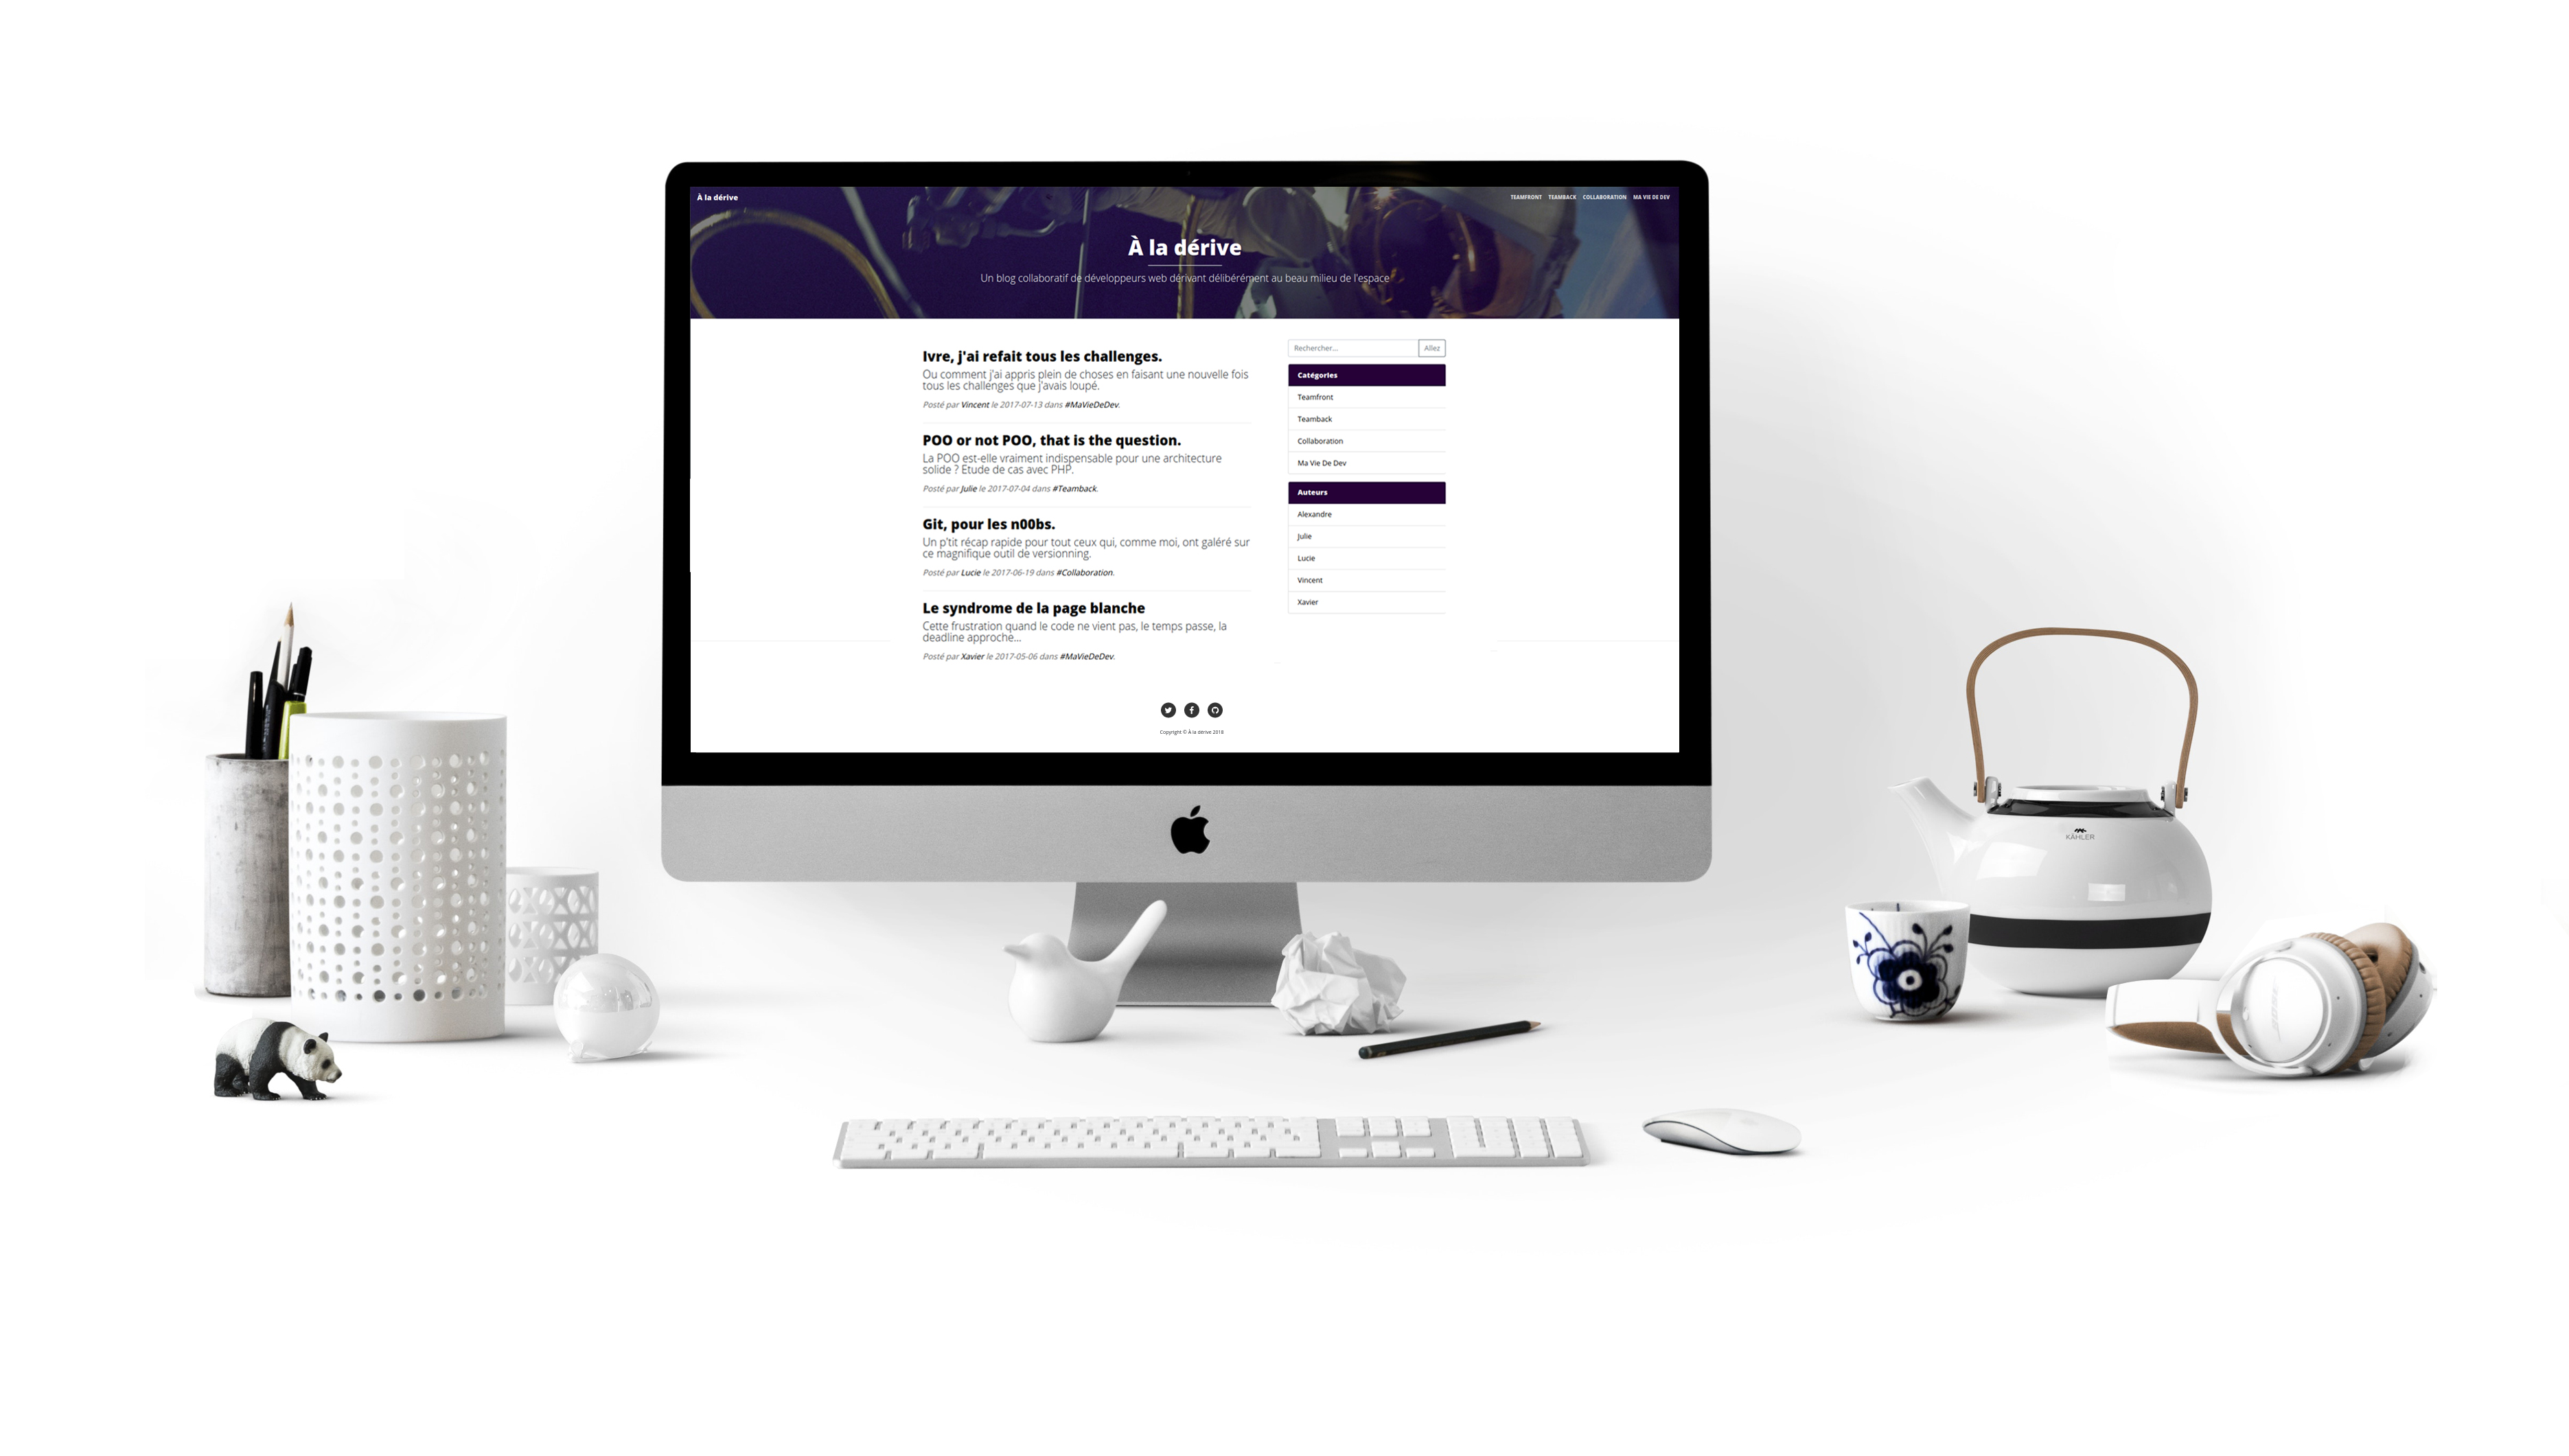 À la dérive
TEAMFRONT TEAMBACK COLLABORATION MA VIE DE DEV
À la dérive
Un blog collaboratif de développeurs web dérivant délibérément au beau milieu de l'espace
Ivre, j'ai refait tous les challenges.
Ou comment j'ai appris plein de choses en faisant une nouvelle fois
tous les challenges que j'avais loupé.
Posté par Vincent le 2017-07-13 dans #MaVieDeDev.
POO or not POO, that is the question.
La POO est-elle vraiment indispensable pour une architecture
solide ? Etude de cas avec PHP.
Posté par Julie le 2017-07-04 dans #Teamback.
Git, pour les n00bs.
Un p'tit récap rapide pour tout ceux qui, comme moi, ont galéré sur
ce magnifique outil de versionning.
Posté par Lucie le 2017-06-19 dans #Collaboration.
Le syndrome de la page blanche
Cette frustration quand le code ne vient pas, le temps passe, la
deadline approche...
Posté par Xavier le 2017-05-06 dans #MaVieDeDev.
Rechercher... Allez
Catégories
Teamfront
Teamback
Collaboration
Ma Vie De Dev
Auteurs
Alexandre
Julie
Lucie
Vincent
Xavier
Copyright © À la dérive 2018
KÄHLER